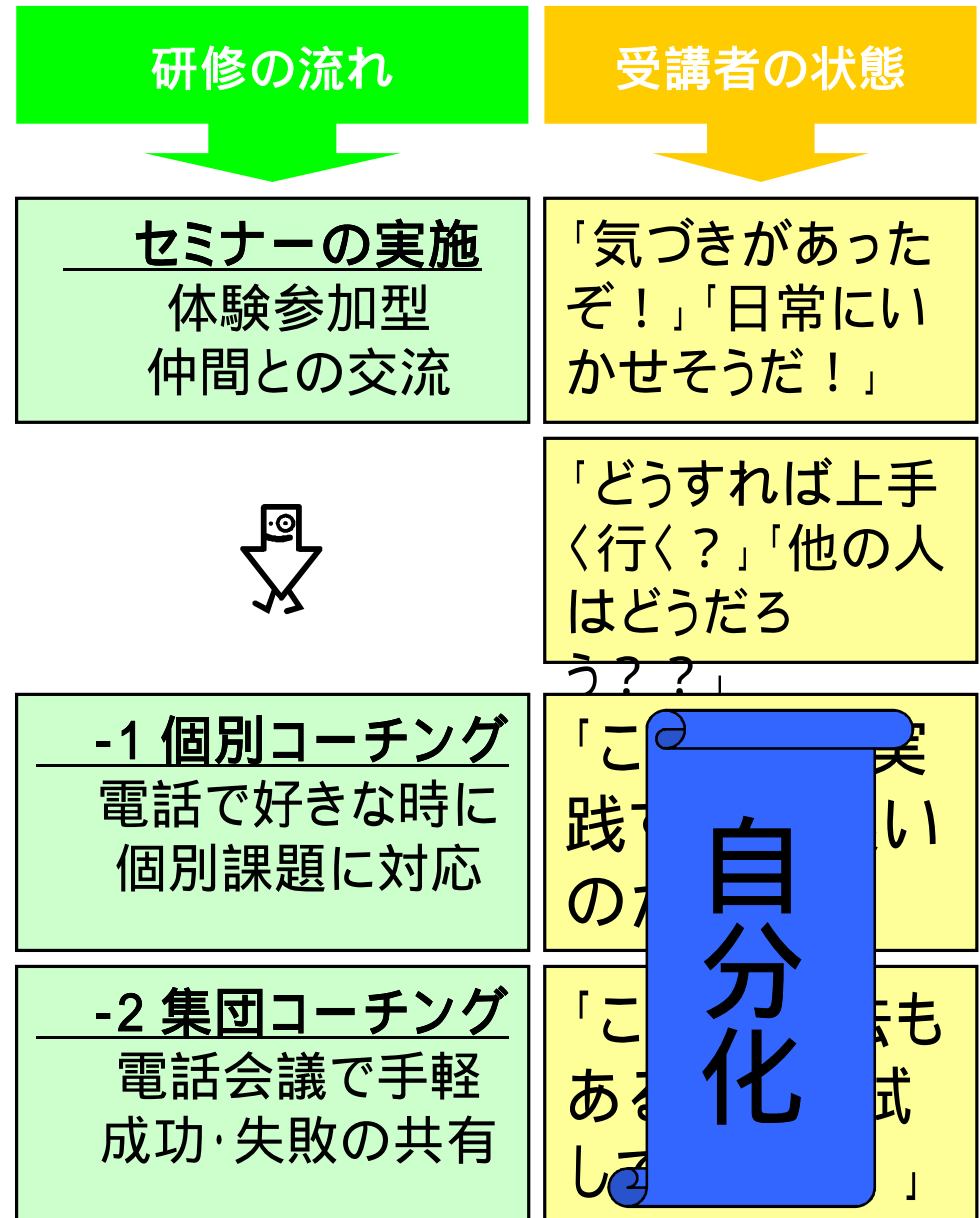 研修の流れ
受講者の状態
セミナーの実施
体験参加型
仲間との交流
「気づきがあった
ぞ！」「日常にい
かせそうだ！」
「どうすれば上手
く行く？」「他の人
はどうだろ
う？？」
-1 個別コーチング
電話で好きな時に
個別課題に対応
「こ 実
践 い
の
-2 集団コーチング
電話会議で手軽
成功・失敗の共有
「こ も
あ 試
し 」
自分化